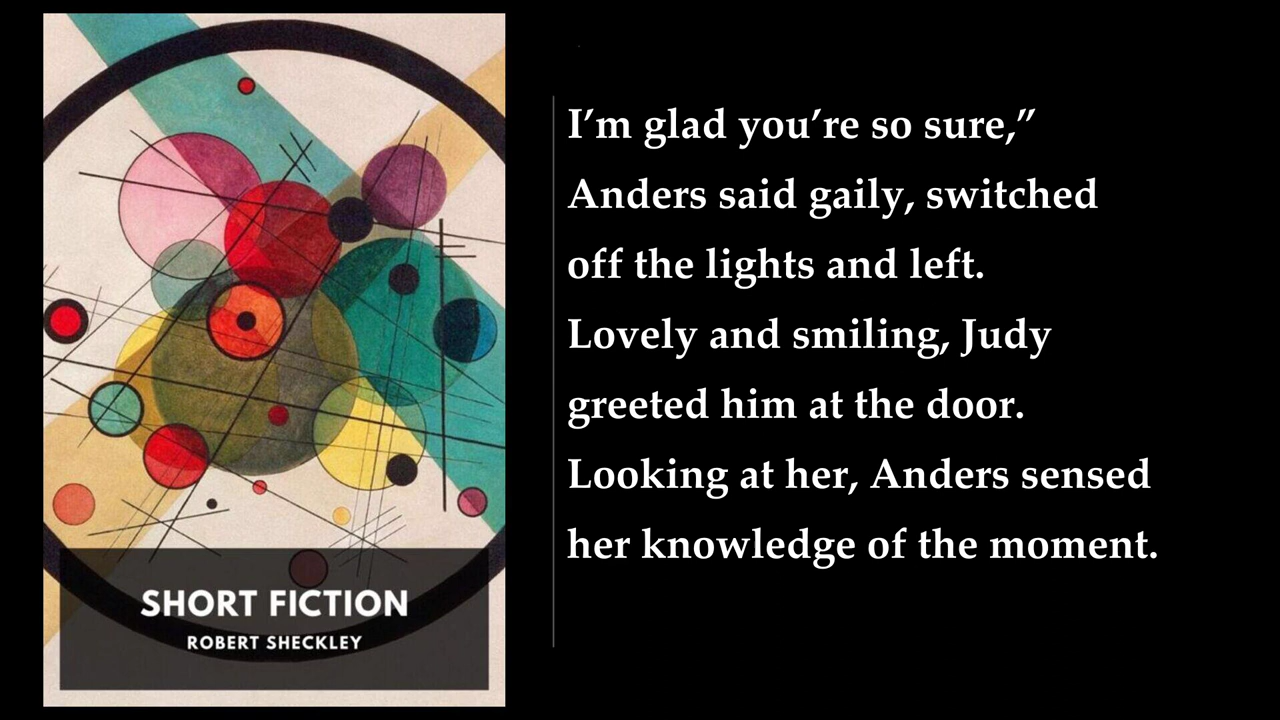 SHORT FICTION
ROBERT SHECKLEY
I’m glad you’re so sure,”
Anders said gaily, switched
off the lights and left.
Lovely and smiling, Judy
greeted him at the door.
Looking at her, Anders sensed
her knowledge of the moment.